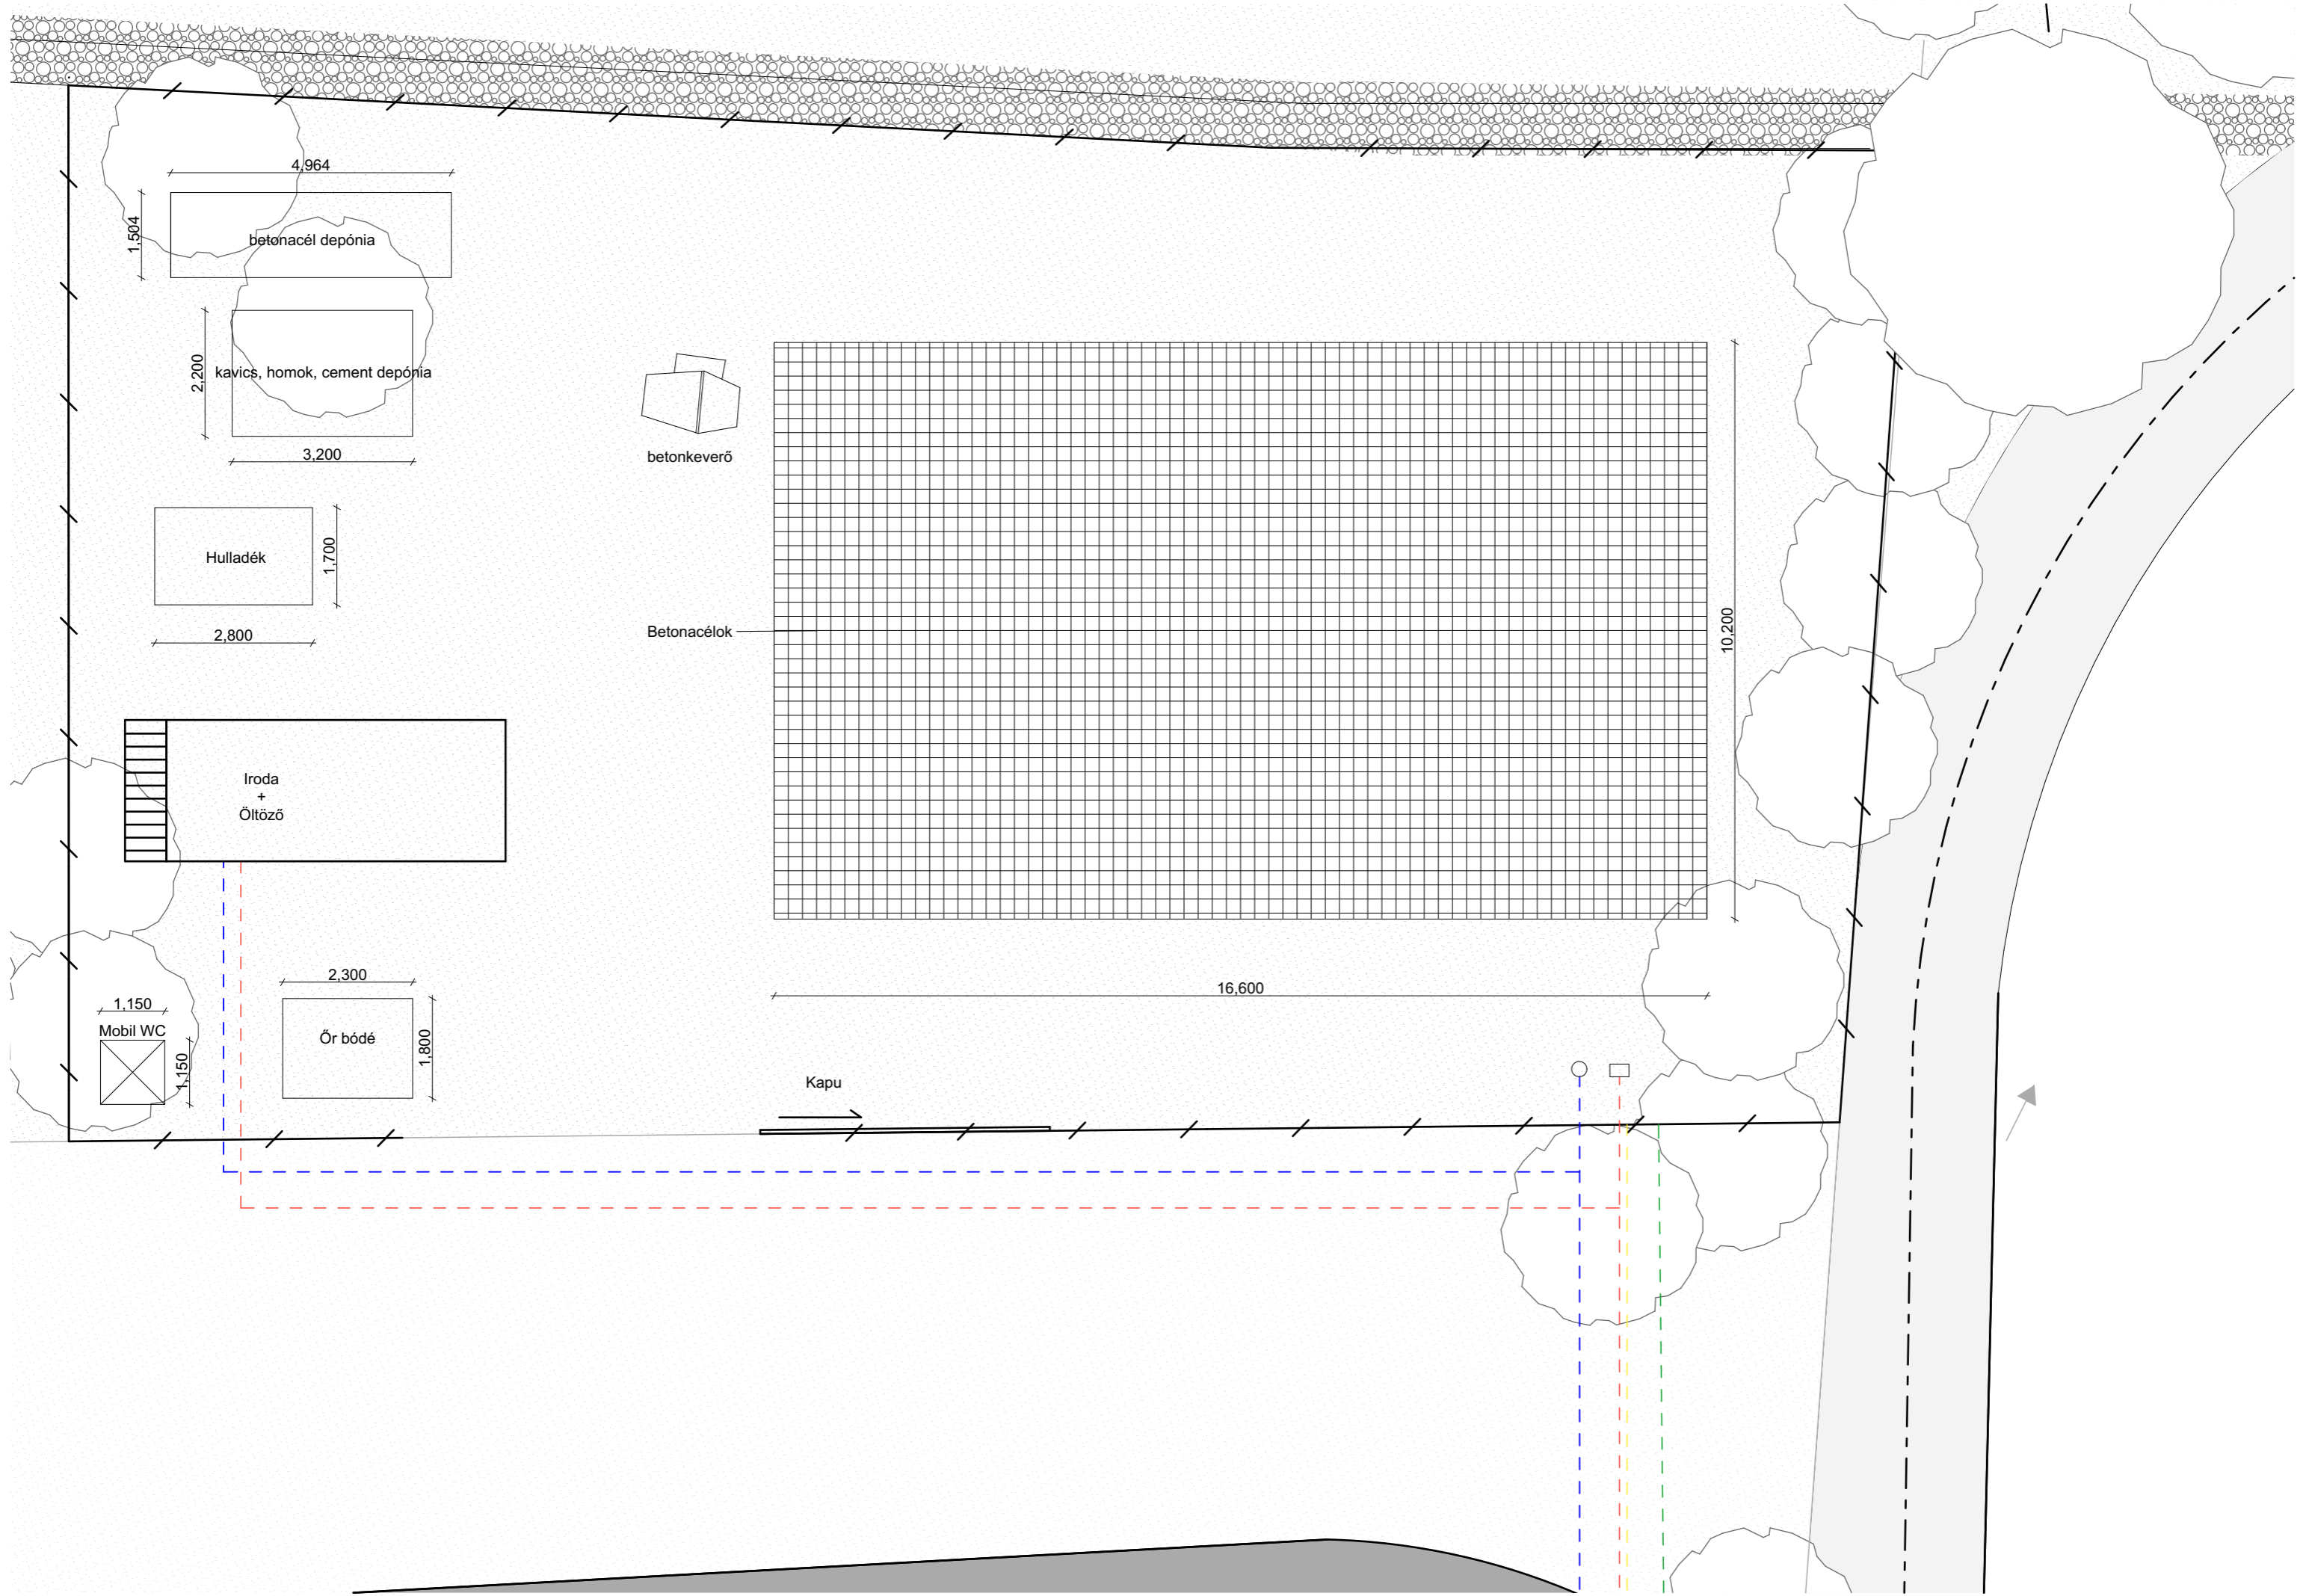 4,964
1,504
betonacél depónia
2,200
kavics, homok, cement depónia
3,200
betonkeverő
Hulladék
1,700
2,800
Betonacélok
10,200
Iroda
+
Öltöző
2,300
16,600
1,150
Mobil WC
1,150
Őr bódé
1,800
Kapu